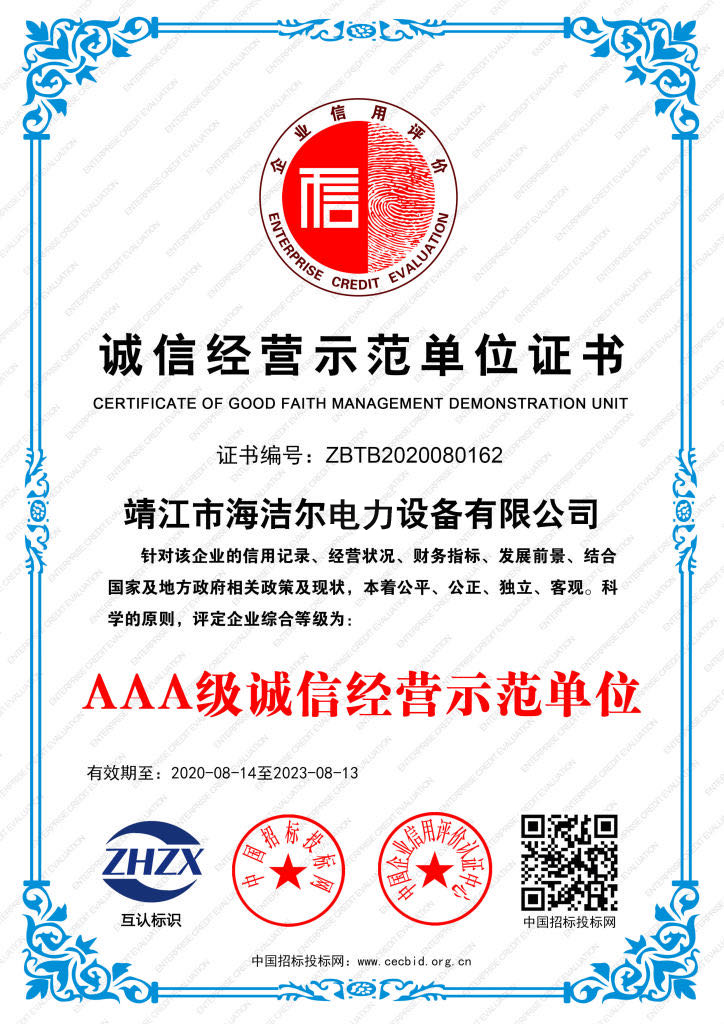 企业信用评价
信
ENTERPRISE CREDIT EVALUATION
诚信经营示范单位证书
CERTIFICATE OF GOOD FAITH MANAGEMENT DEMONSTRATION UNIT
证书编号：ZBTB2020080162
靖江市海洁尔电力设备有限公司
针对该企业的信用记录、经营状况、财务指标、发展前景、结合
国家及地方政府相关政策及现状，本着公平、公正、独立、客观。科
学的原则，评定企业综合等级为：
AAA级诚信经营示范单位
有效期至：2020-08-14至2023-08-13
ZHZX
互认标识
中国招标投标网
中国企业信用评价认证中心
中国招标投标网
中国招标投标网：www.cecbid.org.cn